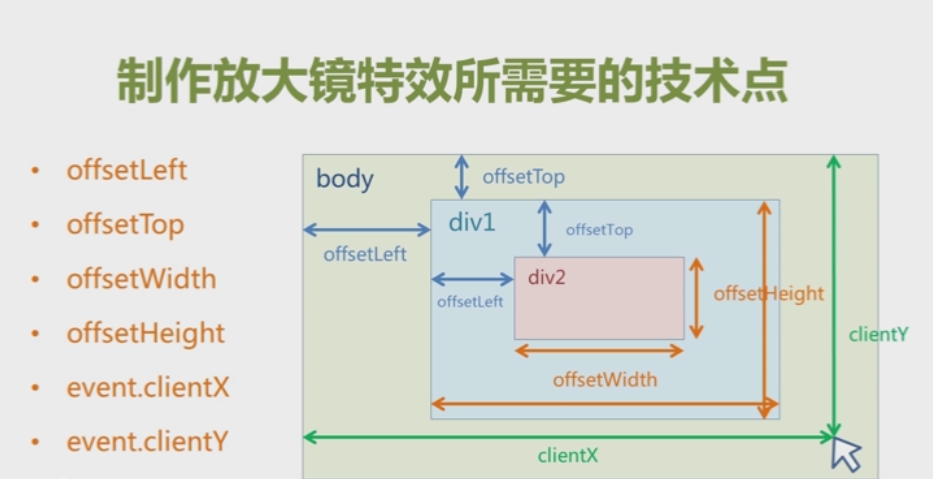 制作放大镜特效所需要的技术点
• offsetLeft
• offsetTop
• offsetWidth
• offsetHeight
• event.clientX
• event.clientY
body
offsetTop
offsetLeft
div1
offsetTop
offsetLeft
div2
offsetHeight
offsetWidth
clientY
clientX